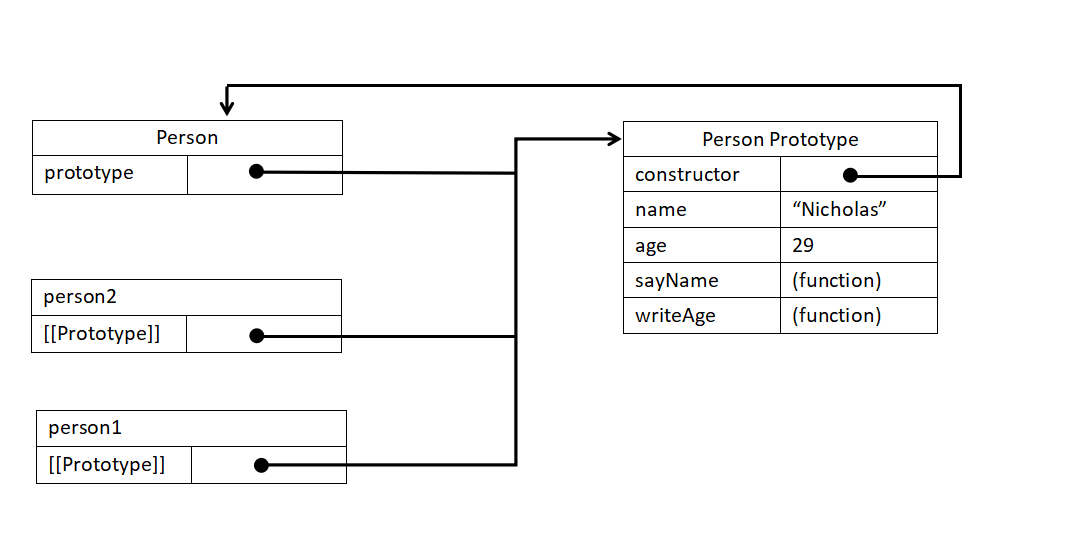 Person
prototype
person2
[[Prototype]]
person1
[[Prototype]]
Person Prototype
constructor
name “Nicholas”
age 29
sayName (function)
writeAge (function)